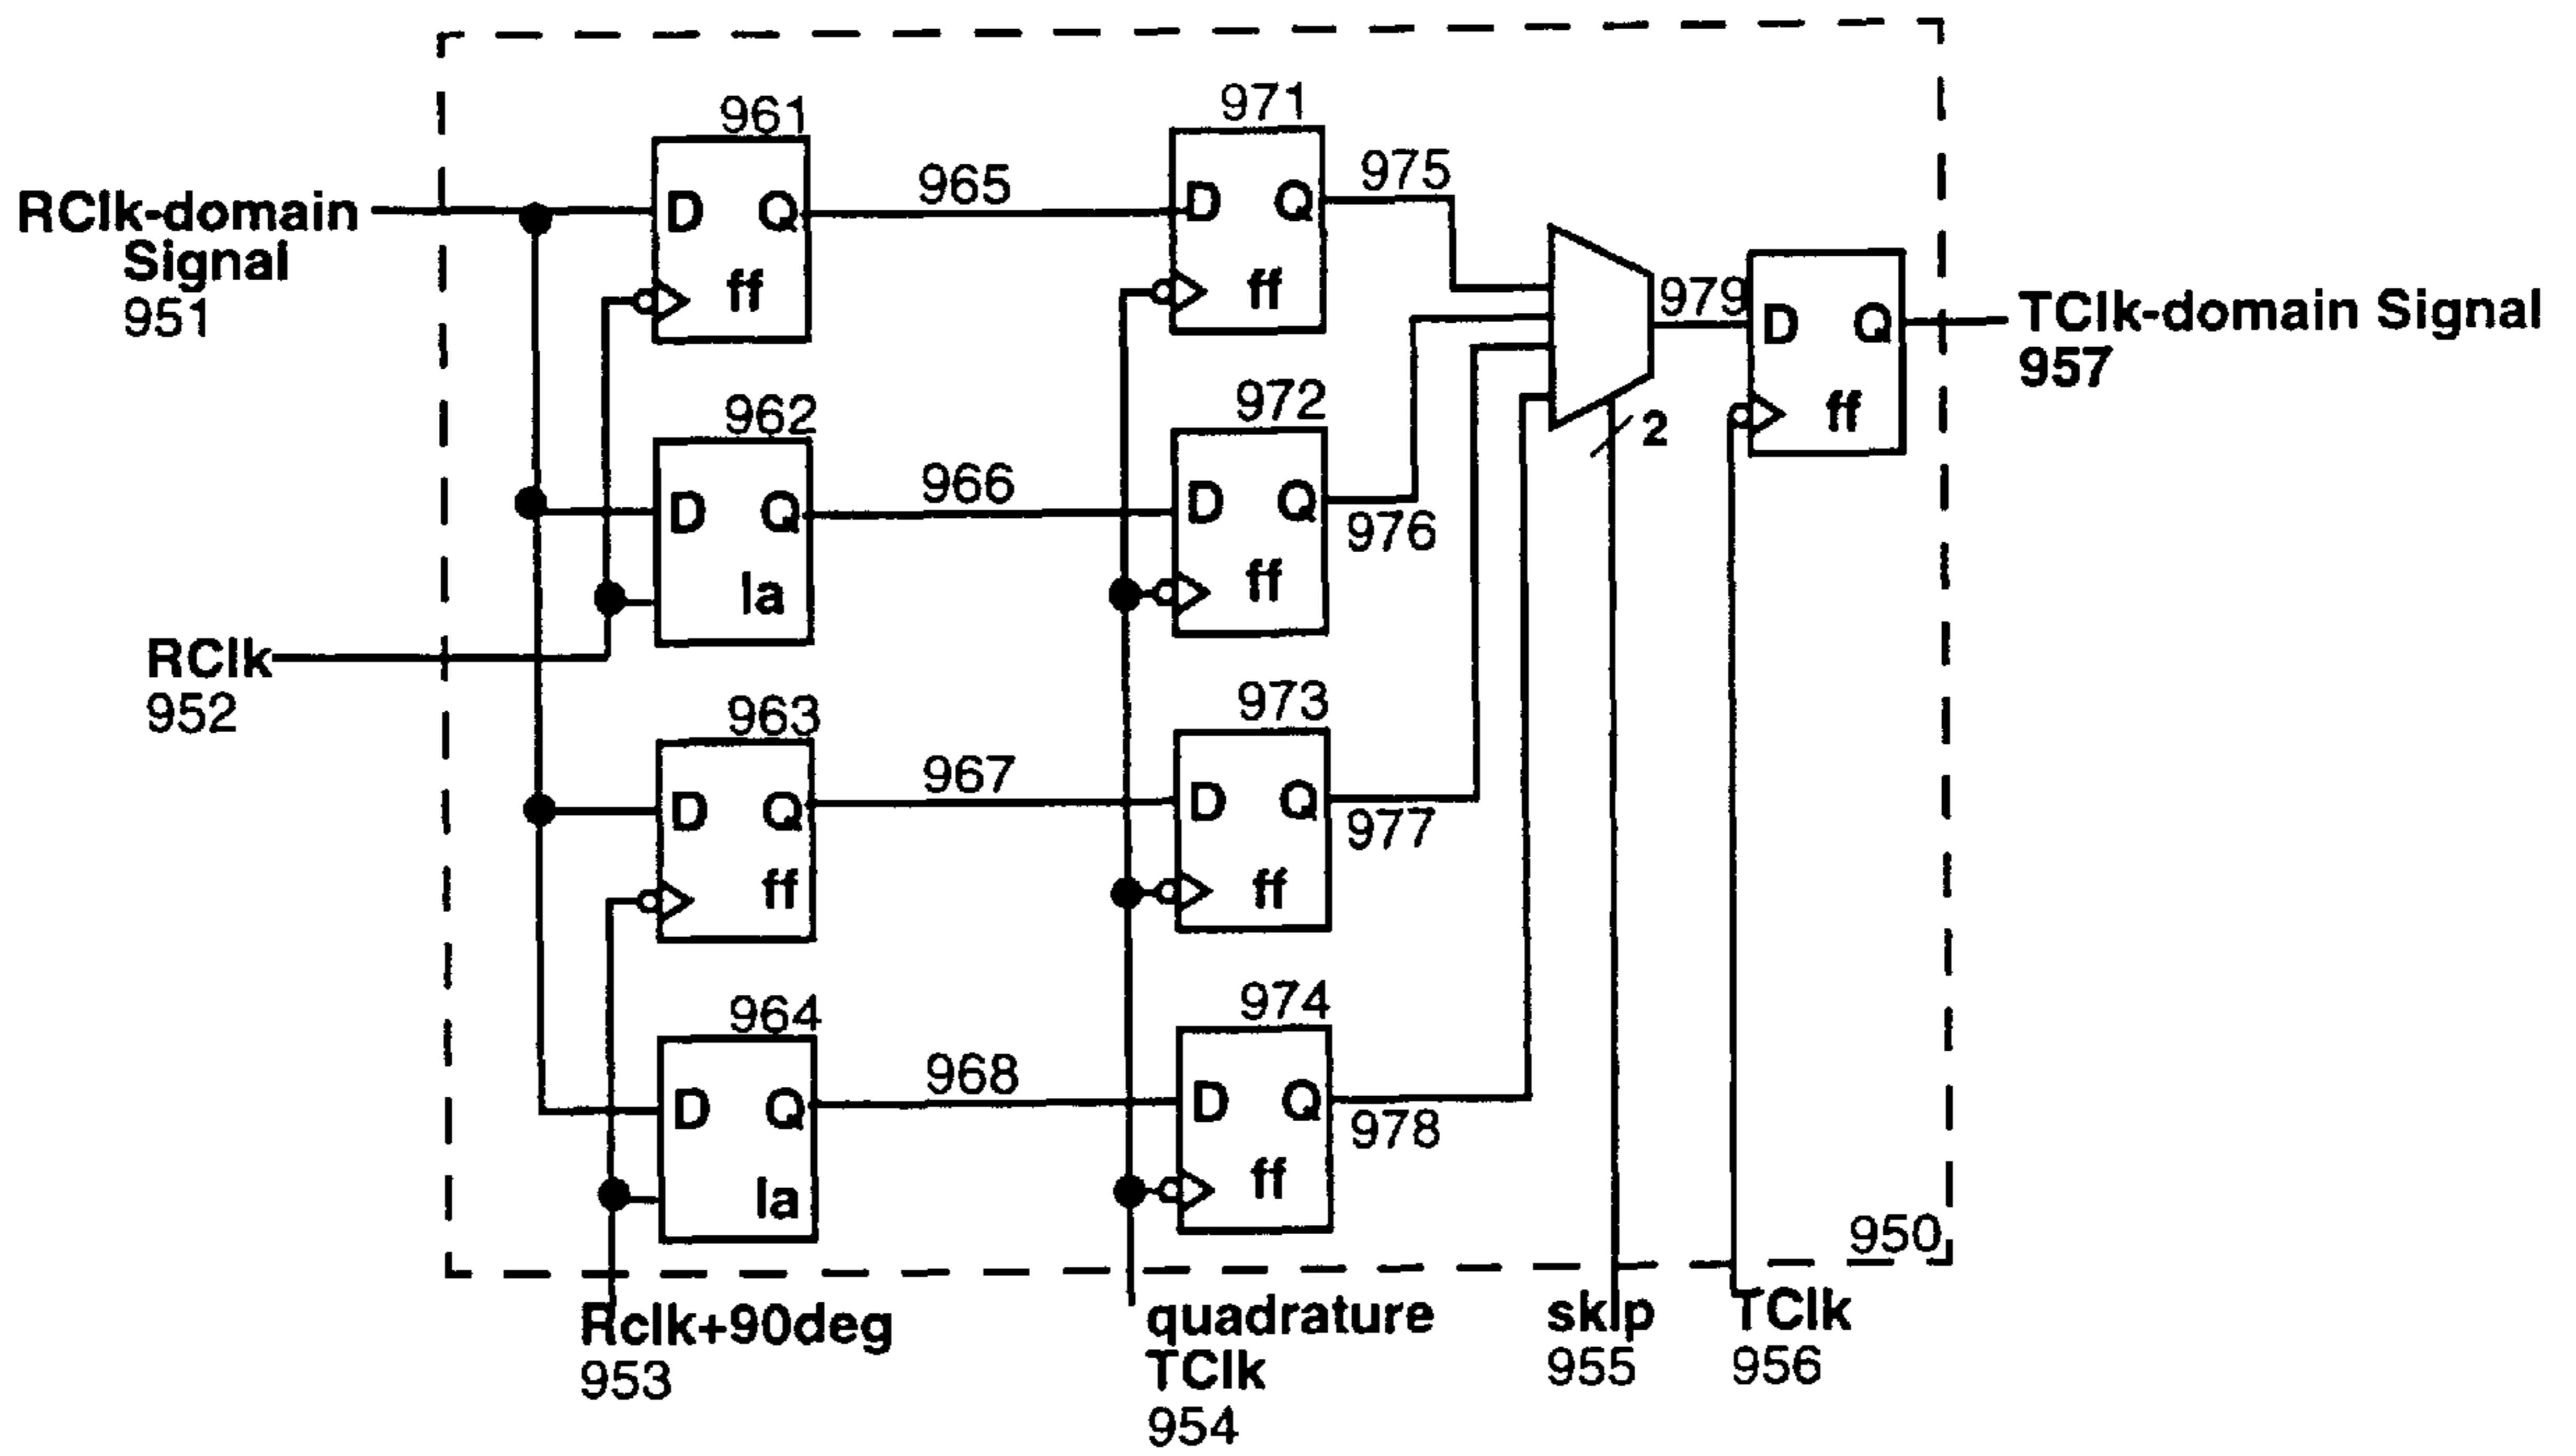 961
971
965
975
RClk-domain
Signal
951
D Q
ff
D Q
ff
979
D Q
ff
TClk-domain Signal
957
2
962
972
966
D Q
la
D Q
ff
976
RClk
952
963
973
967
D Q
ff
D Q
ff
977
964
974
968
D Q
la
D Q
ff
978
950
Rclk+90deg
953
quadrature
TClk
954
skip
955
TClk
956